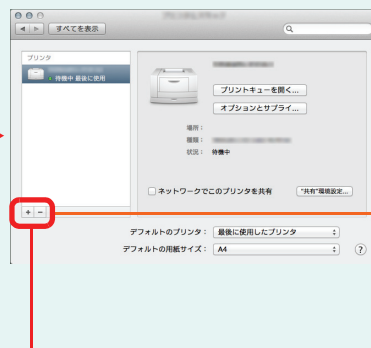 すべてを表示
プリンタ
待機中 最後に使用
プリントキューを開く...
オプションとサプライ...
場所：
種類：
状況： 待機中
ネットワークでこのプリンタを共有
"共有"環境設定...
+ −
デフォルトのプリンタ： 最後に使用したプリンタ
デフォルトの用紙サイズ： A4
?